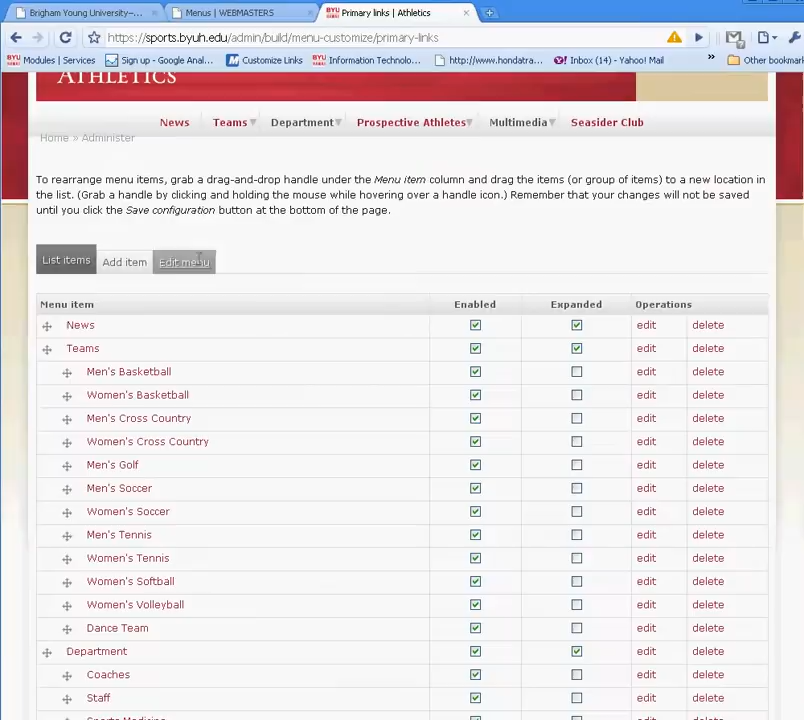 Brigham Young University—...
Menus | WEBMASTERS
Primary links | Athletics
https://sports.byuh.edu/admin/build/menu-customize/primary-links
BYU Modules | Services
Sign up - Google Anal...
Customize Links
BYU Information Technolo...
http://www.hondatra...
Inbox (14) - Yahoo! Mail
»
Other bookmar
ATHLETICS
News
Teams
Department
Prospective Athletes
Multimedia
Seasider Club
Home » Administer
To rearrange menu items, grab a drag-and-drop handle under the Menu item column and drag the items (or group of items) to a new location in
the list. (Grab a handle by clicking and holding the mouse while hovering over a handle icon.) Remember that your changes will not be saved
until you click the Save configuration button at the bottom of the page.
List items
Add item
Edit menu
Menu item Enabled Expanded Operations
News edit delete
Teams edit delete
Men's Basketball edit delete
Women's Basketball edit delete
Men's Cross Country edit delete
Women's Cross Country edit delete
Men's Golf edit delete
Men's Soccer edit delete
Women's Soccer edit delete
Men's Tennis edit delete
Women's Tennis edit delete
Women's Softball edit delete
Women's Volleyball edit delete
Dance Team edit delete
Department edit delete
Coaches edit delete
Staff edit delete
Sports Medicine